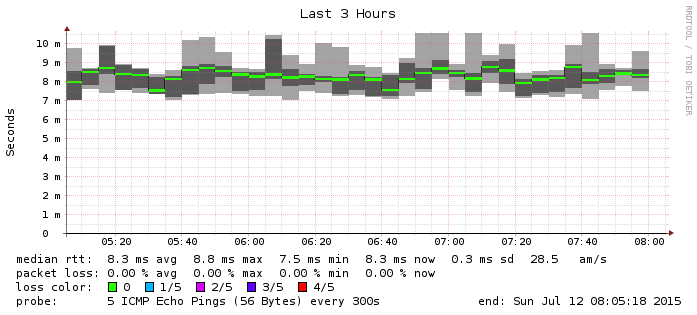 Last 3 Hours
RRDTOOL / TOBI OETIKER
Seconds
10 m
9 m
8 m
7 m
6 m
5 m
4 m
3 m
2 m
1 m
0
05:20 05:40 06:00 06:20 06:40 07:00 07:20 07:40 08:00
median rtt: 8.3 ms avg 8.8 ms max 7.5 ms min 8.3 ms now 0.3 ms sd 28.5 am/s
packet loss: 0.00 % avg 0.00 % max 0.00 % min 0.00 % now
loss color: 0 1/5 2/5 3/5 4/5
probe: 5 ICMP Echo Pings (56 Bytes) every 300s end: Sun Jul 12 08:05:18 2015